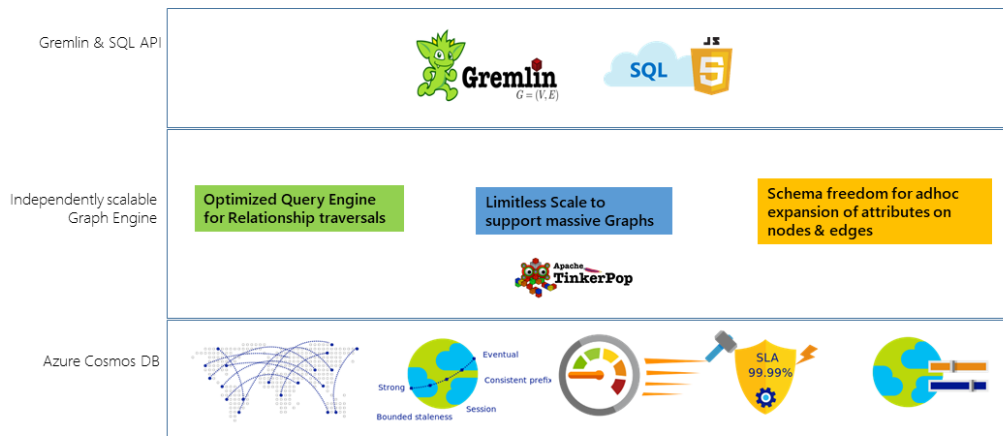 Gremlin & SQL API
Gremlin
G = (V, E)
SQL
JS
5
Independently scalable
Graph Engine
Optimized Query Engine
for Relationship traversals
Limitless Scale to
support massive Graphs
Schema freedom for adhoc
expansion of attributes on
nodes & edges
Apache
TinkerPop
Azure Cosmos DB
Eventual
Consistent prefix
Strong
Session
Bounded staleness
SLA
99.99%